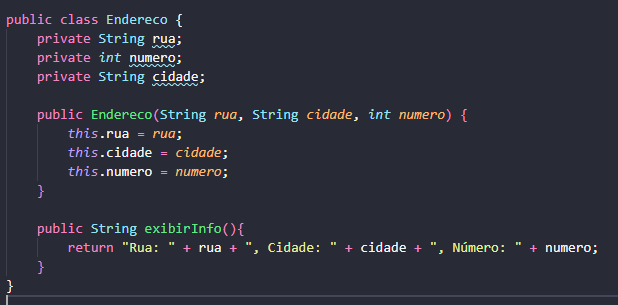 public class Endereco {
    private String rua;
    private int numero;
    private String cidade;

    public Endereco(String rua, String cidade, int numero) {
        this.rua = rua;
        this.cidade = cidade;
        this.numero = numero;
    }

    public String exibirInfo(){
        return "Rua: " + rua + ", Cidade: " + cidade + ", Número: " + numero;
    }
}